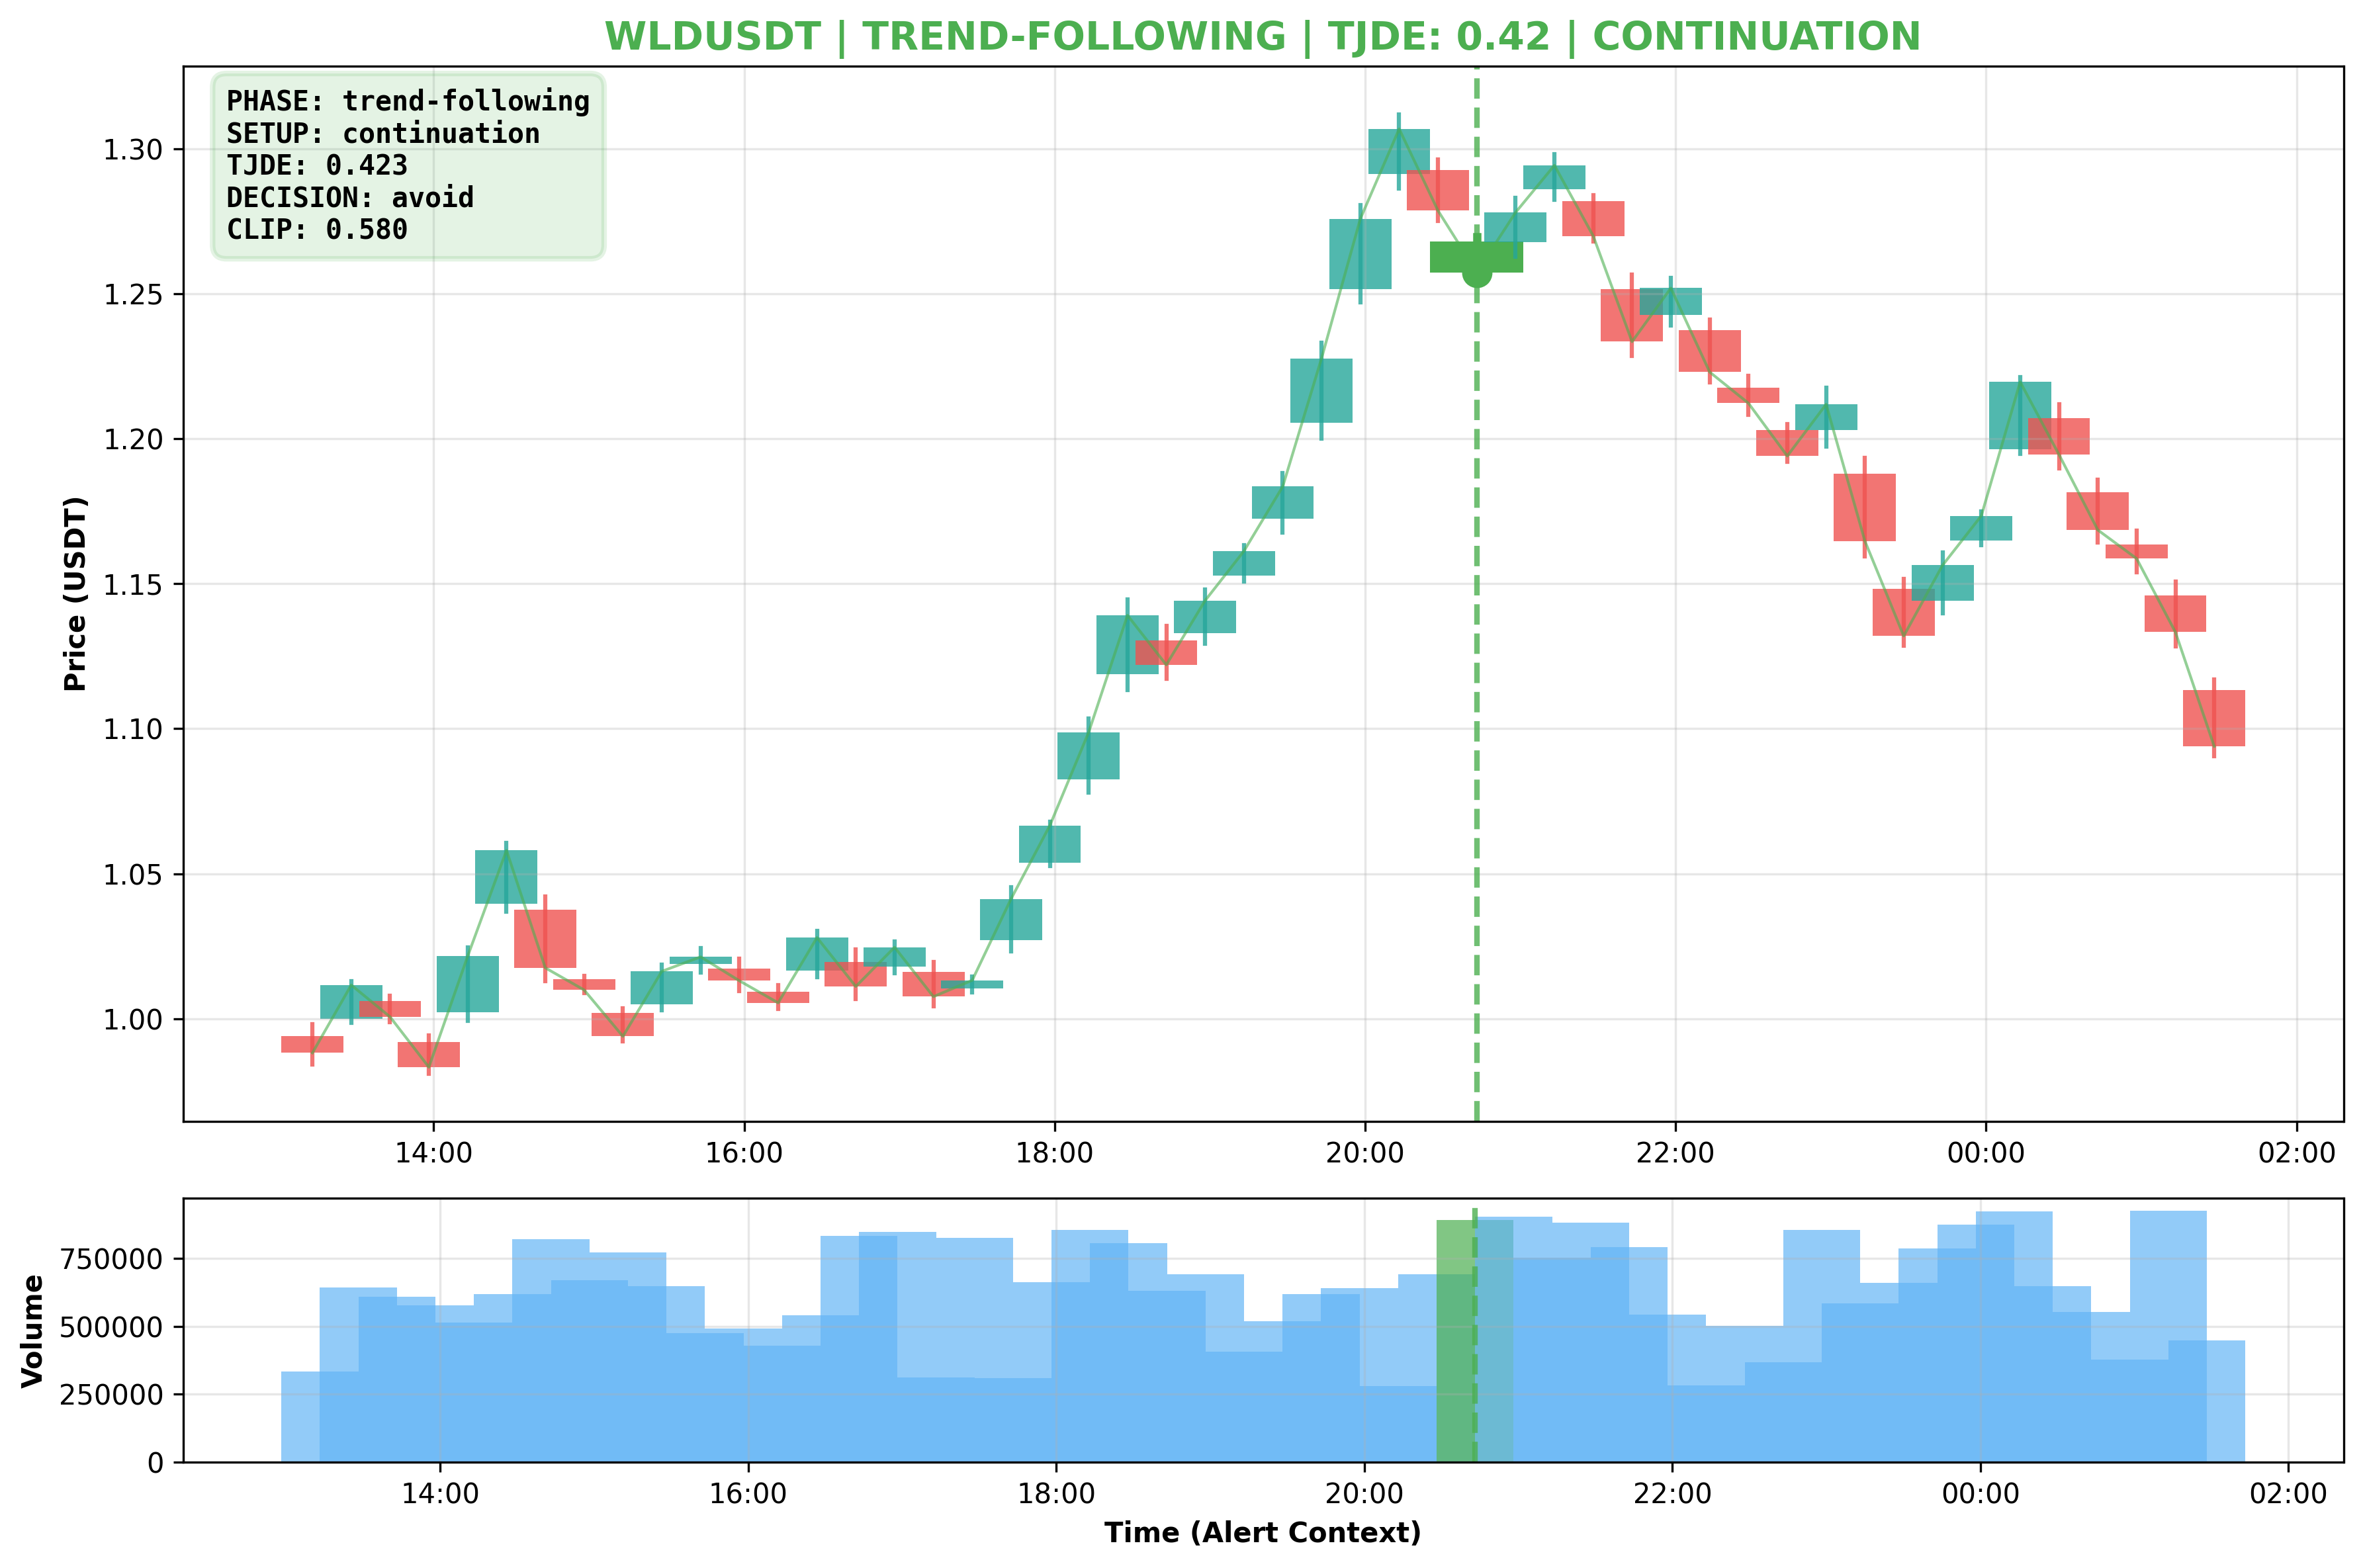 WLDUSDT | TREND-FOLLOWING | TJDE: 0.42 | CONTINUATION
PHASE: trend-following
SETUP: continuation
TJDE: 0.423
DECISION: avoid
CLIP: 0.580
Price (USDT)
1.30
1.25
1.20
1.15
1.10
1.05
1.00
14:00 16:00 18:00 20:00 22:00 00:00 02:00
Volume
750000
500000
250000
0
14:00 16:00 18:00 20:00 22:00 00:00 02:00
Time (Alert Context)